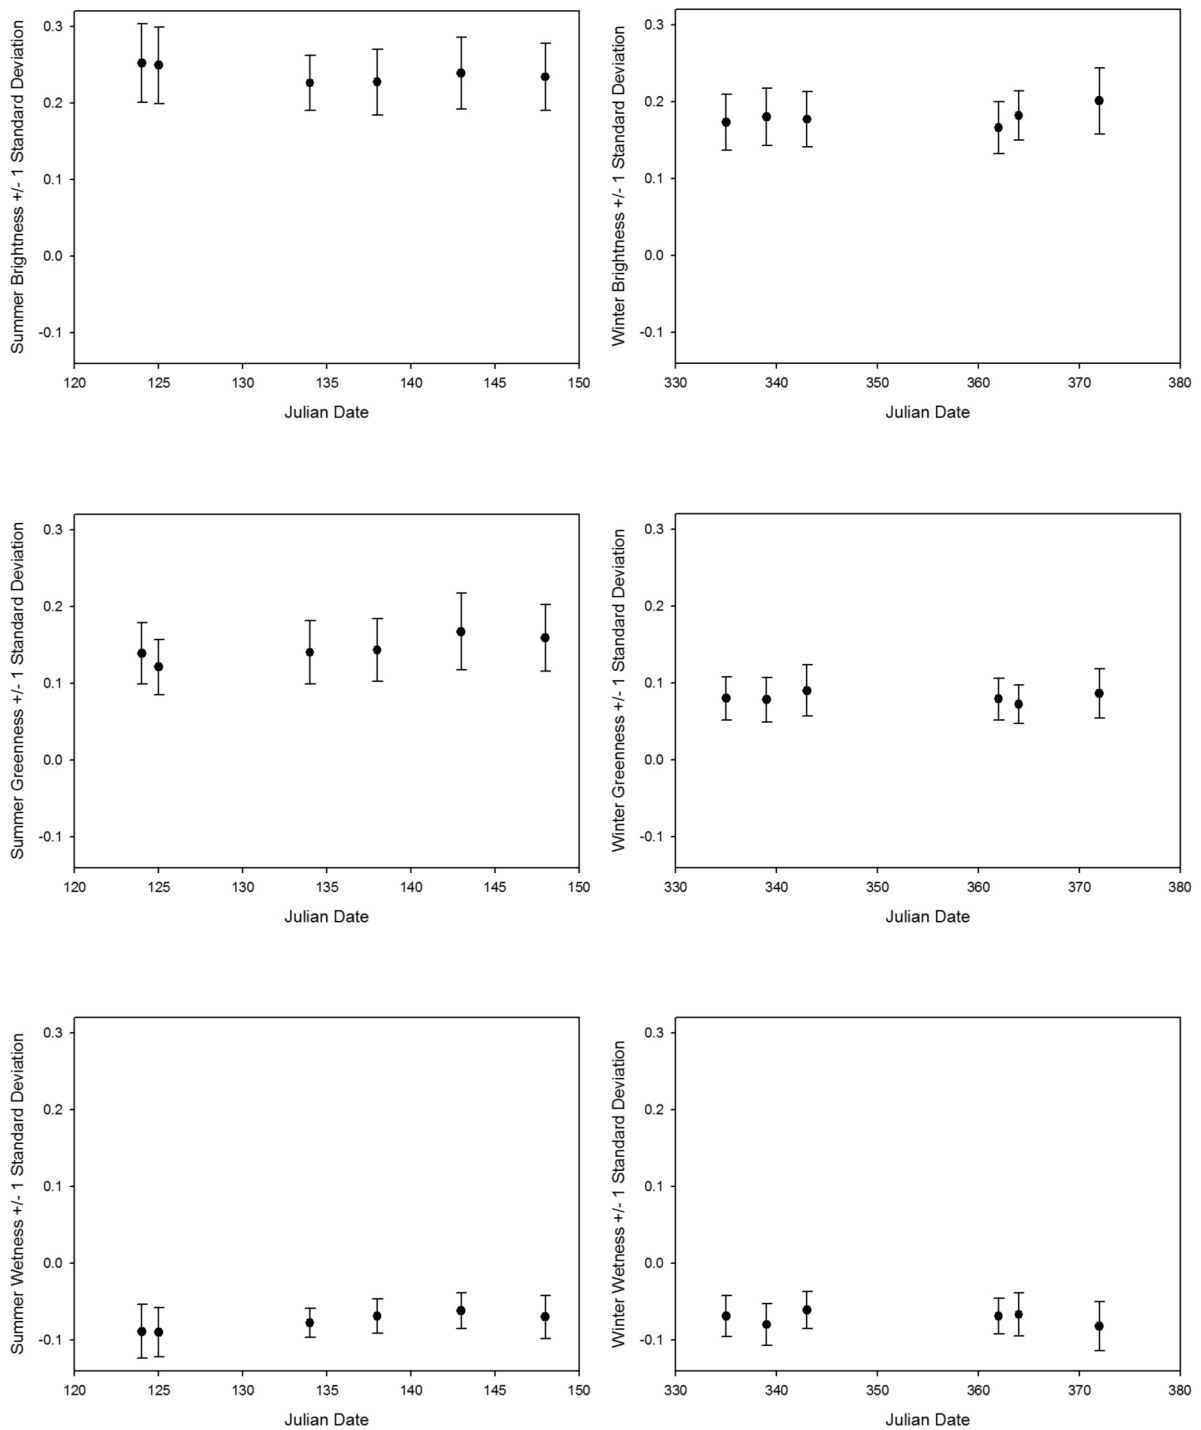 Summer Brightness +/- 1 Standard Deviation
0.3
0.2
0.1
0.0
-0.1
120 125 130 135 140 145 150
Julian Date
Winter Brightness +/- 1 Standard Deviation
0.3
0.2
0.1
0.0
-0.1
330 340 350 360 370 380
Julian Date
Summer Greenness +/- 1 Standard Deviation
0.3
0.2
0.1
0.0
-0.1
120 125 130 135 140 145 150
Julian Date
Winter Greenness +/- 1 Standard Deviation
0.3
0.2
0.1
0.0
-0.1
330 340 350 360 370 380
Julian Date
Summer Wetness +/- 1 Standard Deviation
0.3
0.2
0.1
0.0
-0.1
120 125 130 135 140 145 150
Julian Date
Winter Wetness +/- 1 Standard Deviation
0.3
0.2
0.1
0.0
-0.1
330 340 350 360 370 380
Julian Date